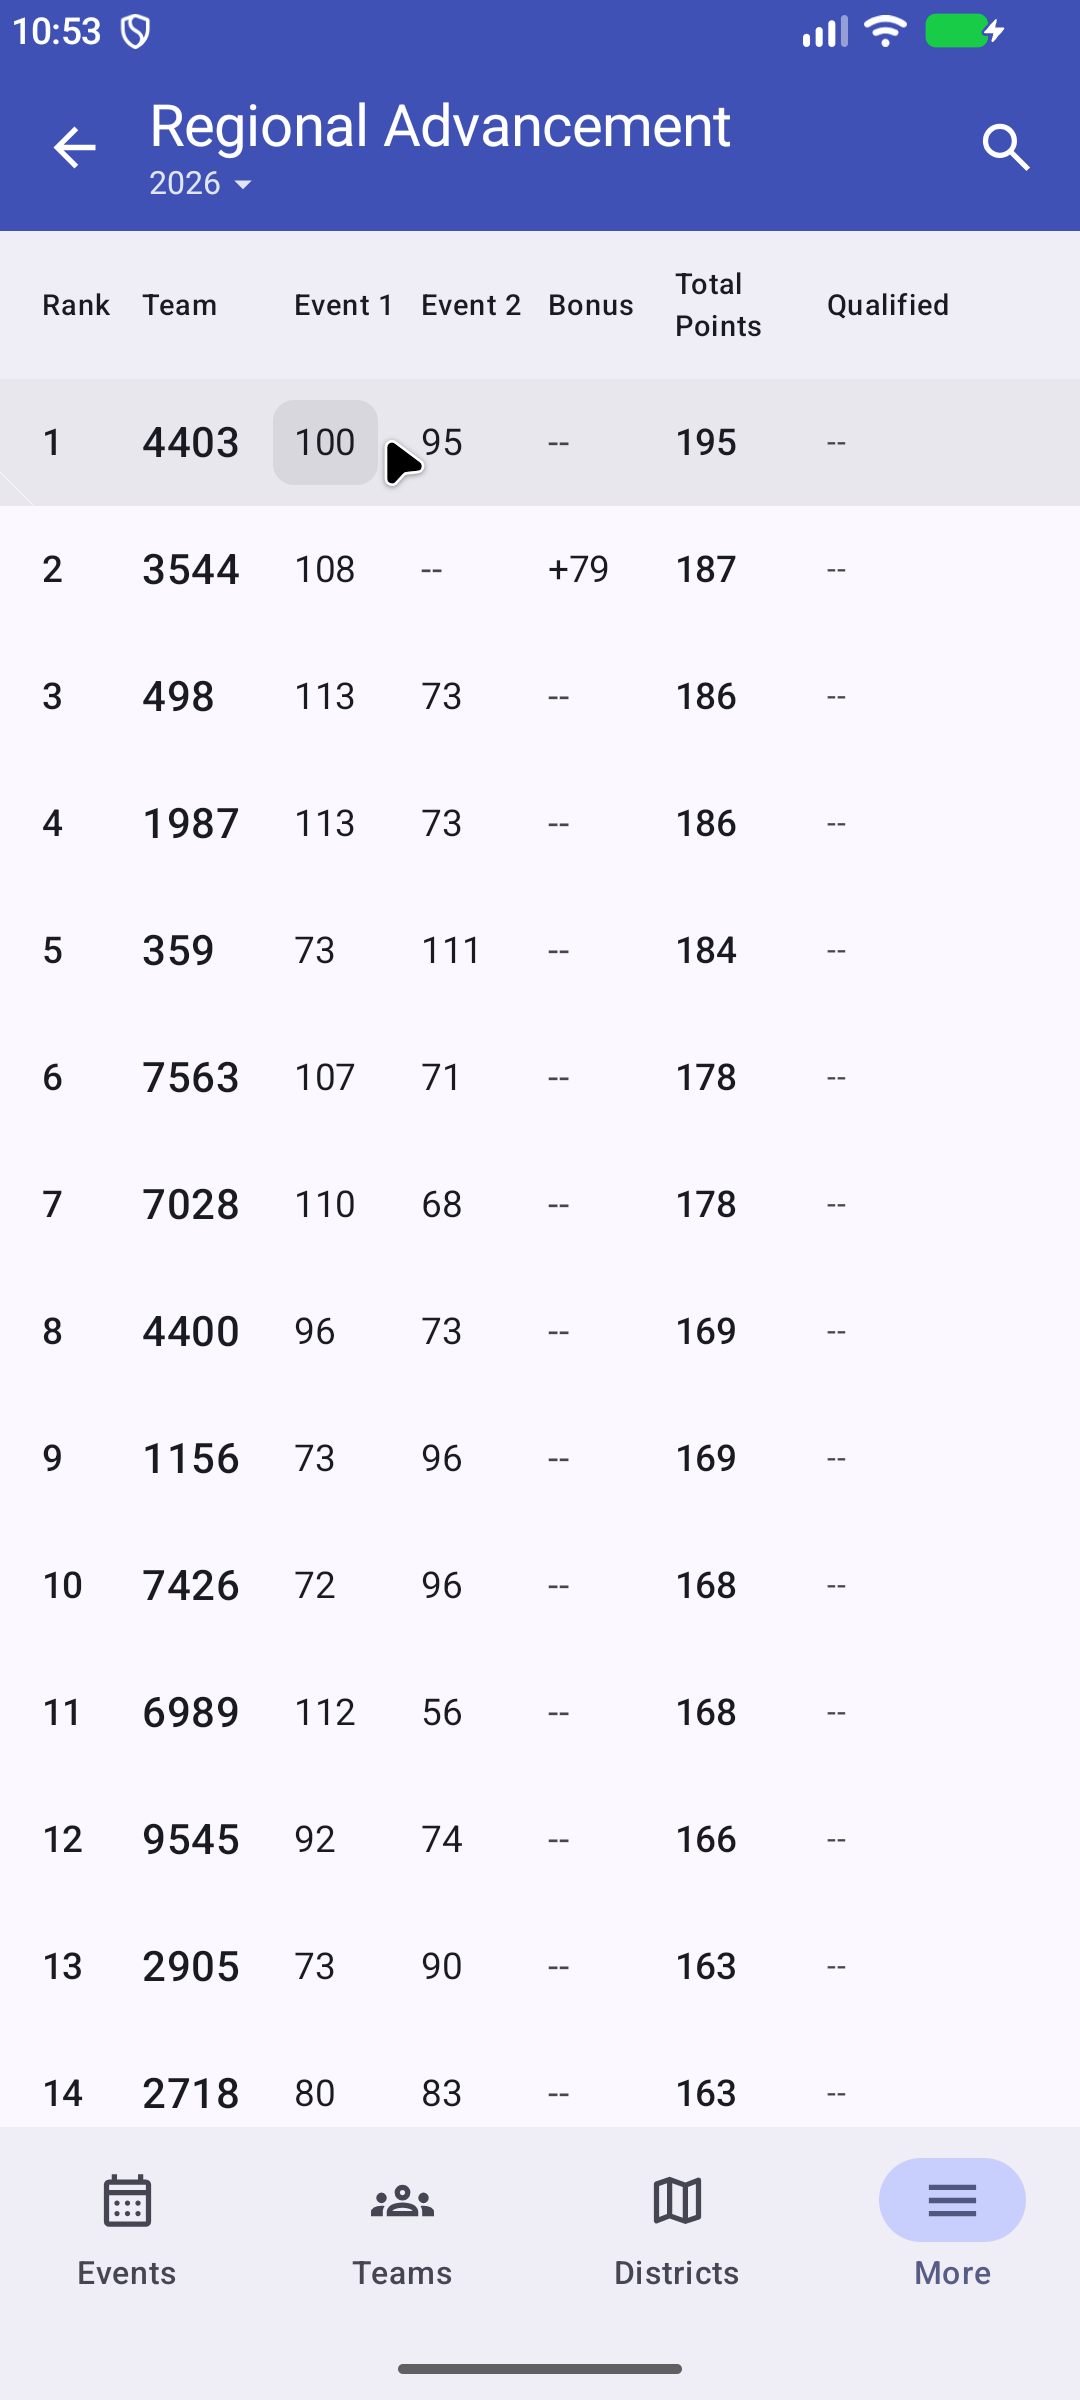 10:53
Regional Advancement
2026
Rank Team Event 1 Event 2 Bonus Total Points Qualified
1 4403 100 95 -- 195 --
2 3544 108 -- +79 187 --
3 498 113 73 -- 186 --
4 1987 113 73 -- 186 --
5 359 73 111 -- 184 --
6 7563 107 71 -- 178 --
7 7028 110 68 -- 178 --
8 4400 96 73 -- 169 --
9 1156 73 96 -- 169 --
10 7426 72 96 -- 168 --
11 6989 112 56 -- 168 --
12 9545 92 74 -- 166 --
13 2905 73 90 -- 163 --
14 2718 80 83 -- 163 --
Events Teams Districts More